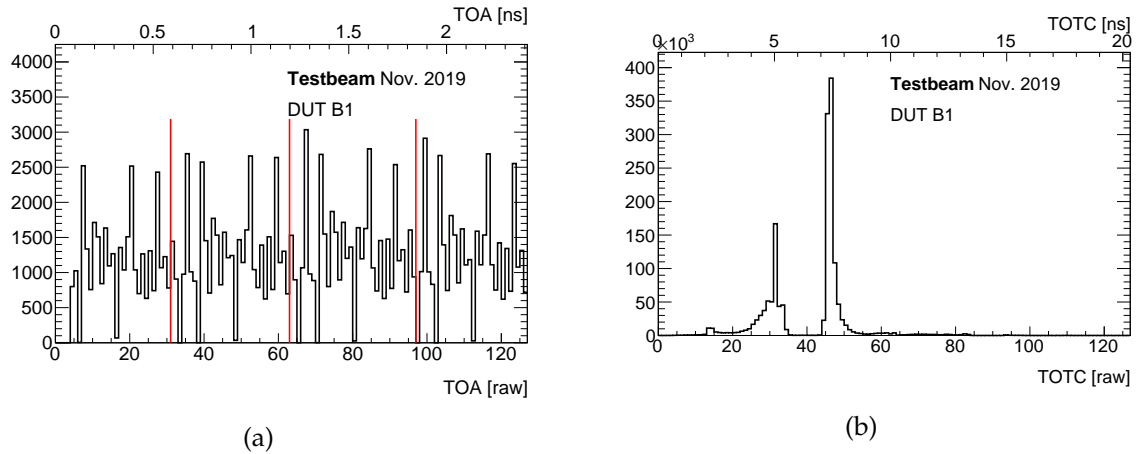 TOA [ns]
0 0.5 1 1.5 2
Testbeam Nov. 2019
DUT B1
4000
3500
3000
2500
2000
1500
1000
500
0
0 20 40 60 80 100 120
TOA [raw]
(a)
TOTC [ns]
0 5 10 15 20
×10³
Testbeam Nov. 2019
DUT B1
400
350
300
250
200
150
100
50
0
0 20 40 60 80 100 120
TOTC [raw]
(b)